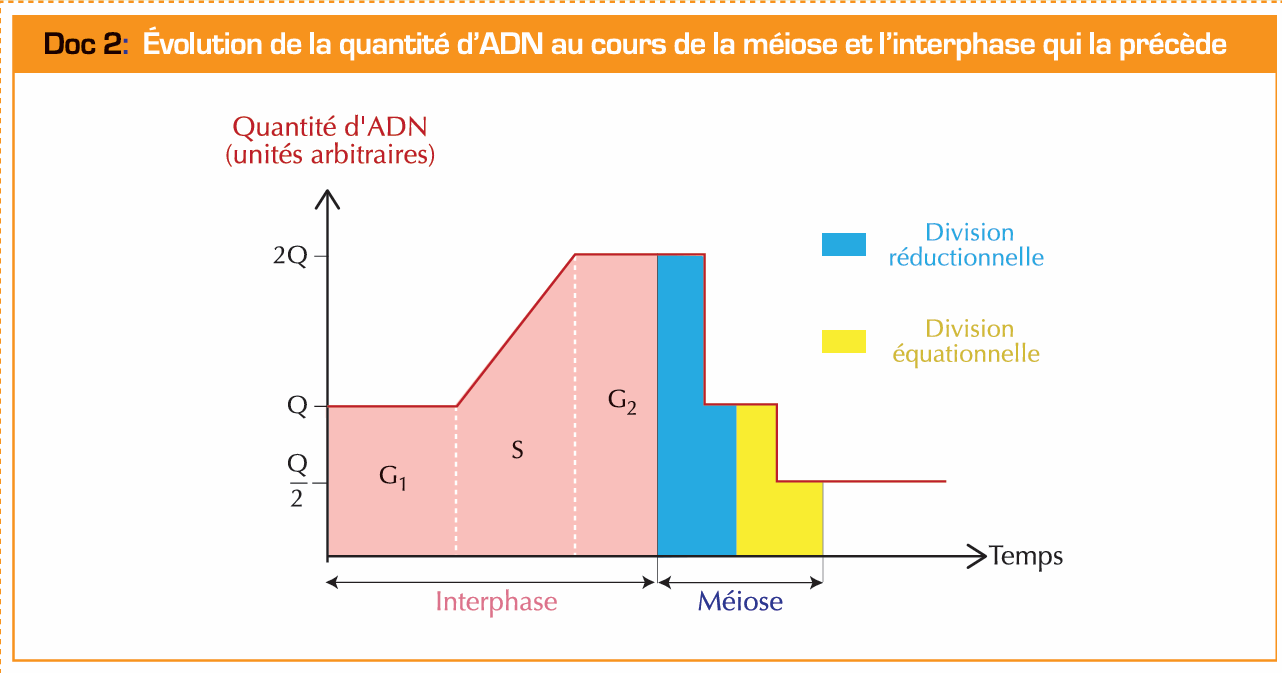 Doc 2: Évolution de la quantité d'ADN au cours de la méiose et l'interphase qui la précède
Quantité d'ADN
(unités arbitraires)
2Q
Q
Q
2
G1
S
G2
Division
réductionnelle
Division
équationnelle
Temps
Interphase
Méiose